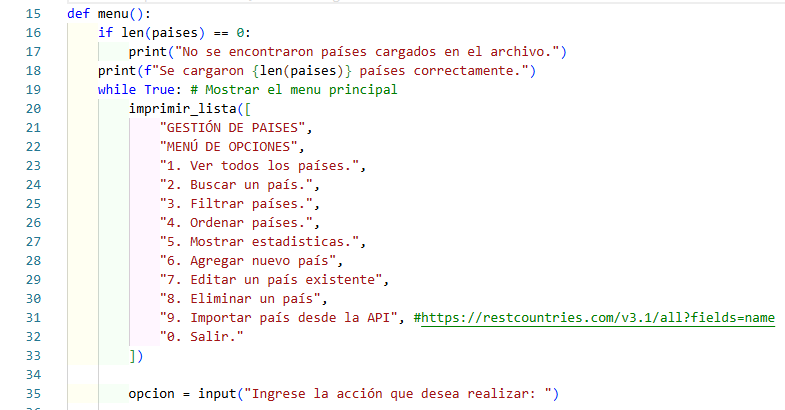 15 def menu():
16 if len(paises) == 0:
17 print("No se encontraron países cargados en el archivo.")
18 print(f"Se cargaron {len(paises)} países correctamente.")
19 while True: # Mostrar el menu principal
20 imprimir_lista([
21 "GESTIÓN DE PAISES",
22 "MENÚ DE OPCIONES",
23 "1. Ver todos los países.",
24 "2. Buscar un país.",
25 "3. Filtrar países.",
26 "4. Ordenar países.",
27 "5. Mostrar estadisticas.",
28 "6. Agregar nuevo país",
29 "7. Editar un país existente",
30 "8. Eliminar un país",
31 "9. Importar país desde la API", #https://restcountries.com/v3.1/all?fields=name
32 "0. Salir."
33 ])
34
35 opcion = input("Ingrese la acción que desea realizar: ")